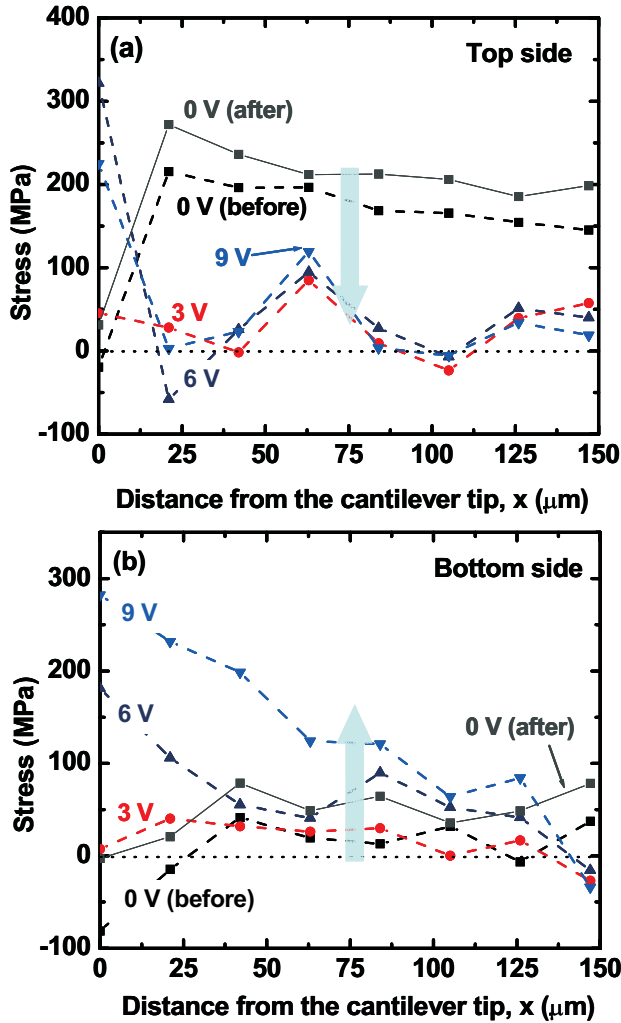 400
(a)
Top side
300
0 V (after)
200
0 V (before)
9 V
100
3 V
0
6 V
-100
Stress (MPa)
0 25 50 75 100 125 150
Distance from the cantilever tip, x (μm)
(b)
Bottom side
300
9 V
200
6 V
0 V (after)
100
3 V
0
0 V (before)
-100
Stress (MPa)
0 25 50 75 100 125 150
Distance from the cantilever tip, x (μm)